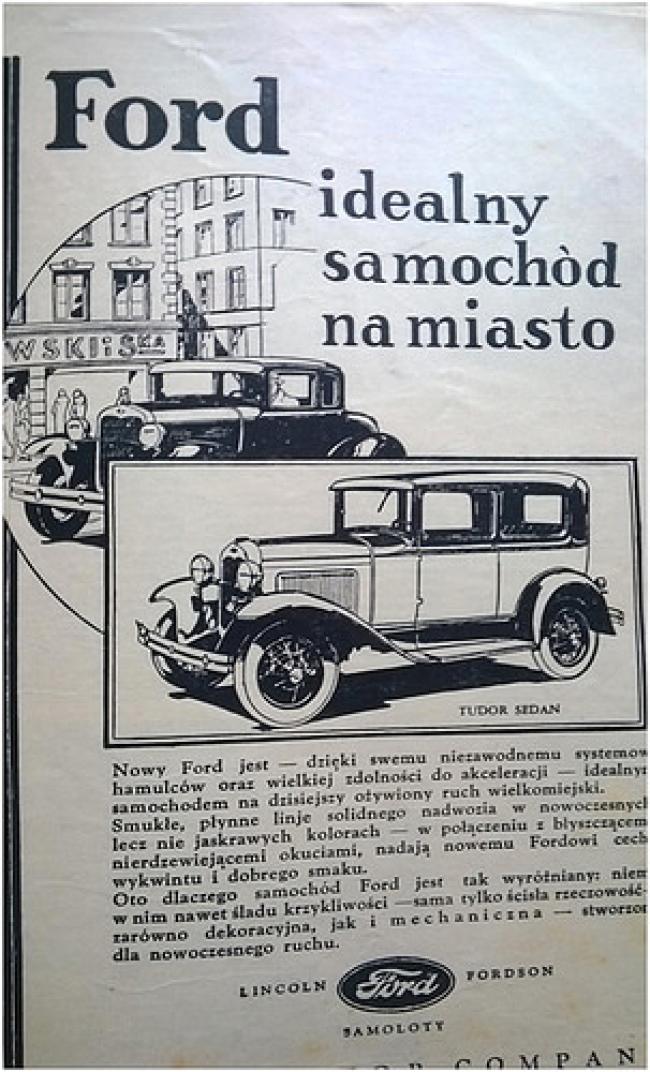 Ford
idealny
samochòd
na miasto
WSKI i SKA
TUDOR SEDAN
Nowy Ford jest — dzięki swemu niezawodnemu systemow
hamulców oraz wielkiej zdolności do akceleracji — idealny
samochodem na dzisiejszy ożywiony ruch wielkomiejski.
Smukłe, płynne linje solidnego nadwozia w nowoczesnych
lecz nie jaskrawych kolorach — w połączeniu z błyszczącem
nierdzewiejącemi okuciami, nadają nowemu Fordowi cech
wykwintu i dobrego smaku.
Oto dlaczego samochód Ford jest tak wyróżniany: niem
w nim nawet śladu krzykliwości — sama tylko ścisła rzeczowość
zarówno dekoracyjna, jak i mechaniczna — stworzon
dla nowoczesnego ruchu.
LINCOLN Ford FORDSON
SAMOLOTY
COMPAN